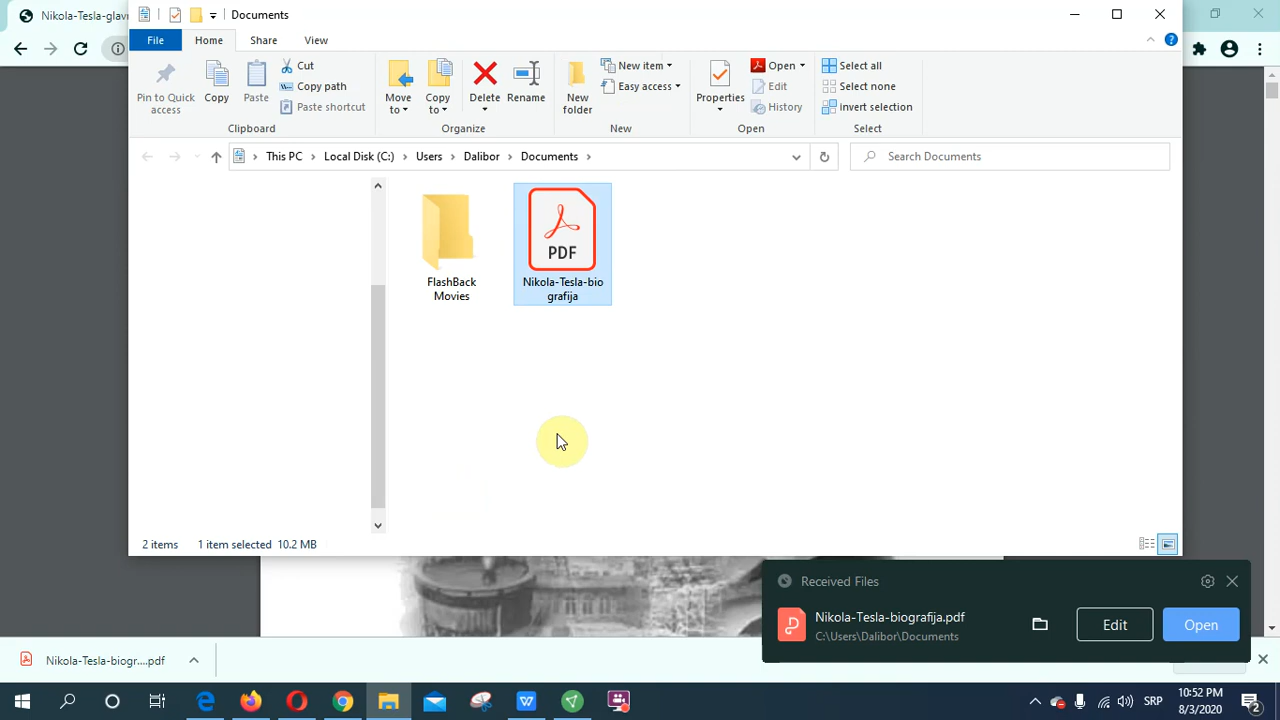 Nikola-Tesla-glav
Documents
File
Home
Share
View
Pin to Quick
access
Copy
Paste
Cut
Copy path
Paste shortcut
Clipboard
Move
to
Copy
to
Delete
Rename
Organize
New
folder
New item
Easy access
New
Properties
Open
Edit
History
Open
Select all
Select none
Invert selection
Select
This PC > Local Disk (C:) > Users > Dalibor > Documents >
Search Documents
PDF
FlashBack
Movies
Nikola-Tesla-bio
grafija
2 items
1 item selected 10.2 MB
Received Files
Nikola-Tesla-biografija.pdf
C:\Users\Dalibor\Documents
Edit
Open
Nikola-Tesla-biogr....pdf
SRP
10:52 PM
8/3/2020
2